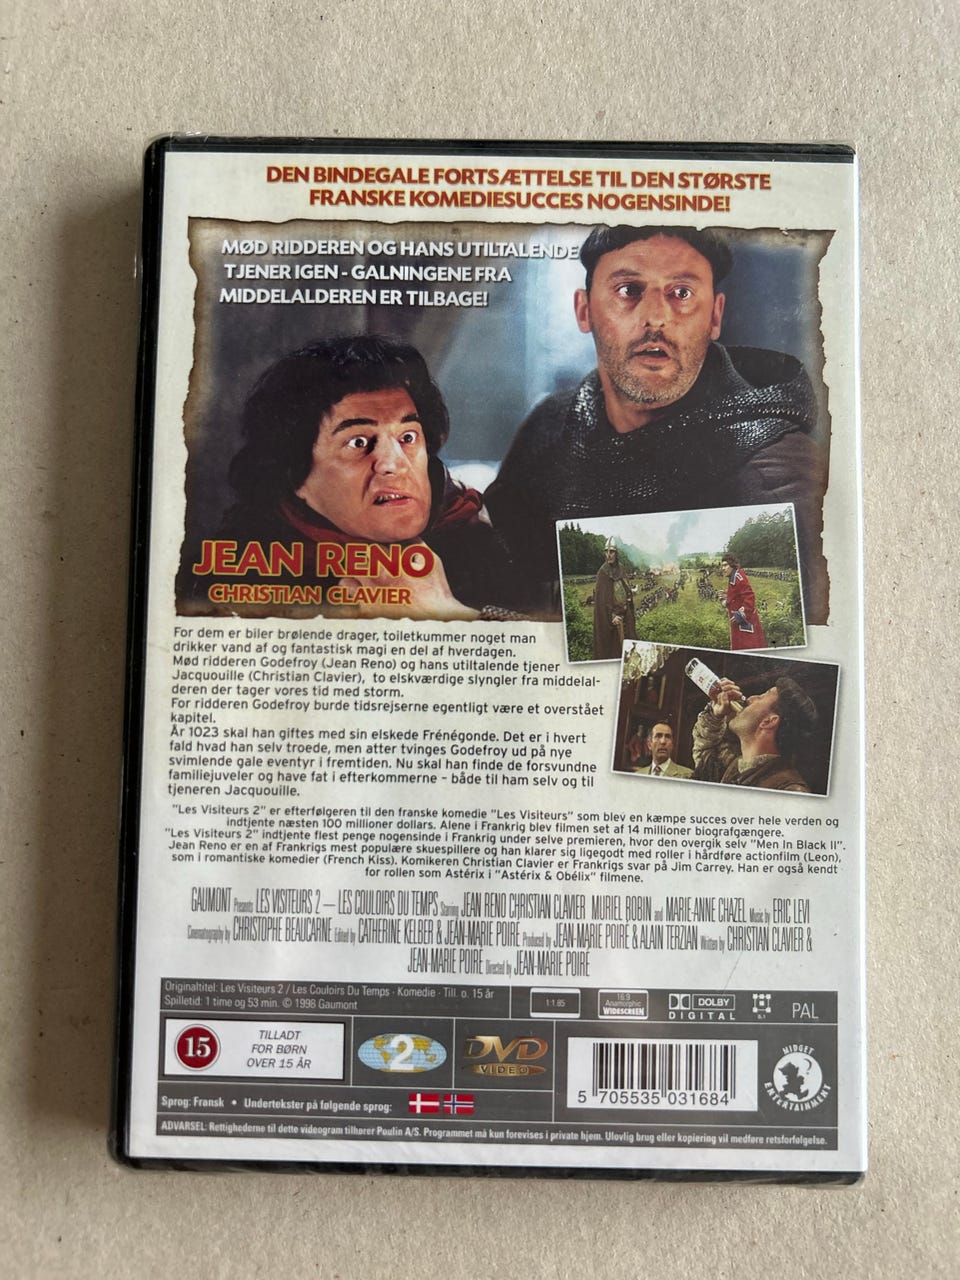 DEN BINDEGALE FORTSÆTTELSE TIL DEN STØRSTE
FRANSKE KOMEDIESUCCES NOGENSINDE!
MØD RIDDEREN OG HANS UTILTALENDE
TJENER IGEN - GALNINGENE FRA
MIDDELALDEREN ER TILBAGE!
JEAN RENO
CHRISTIAN CLAVIER
For dem er biler brølende drager, toiletkummer noget man
drikker vand af og fantastisk magi en del af hverdagen.
Mød ridderen Godefroy (Jean Reno) og hans utiltalende tjener
Jacquouille (Christian Clavier), to elskværdige slyngler fra middelal-
deren der tager vores tid med storm.
For ridderen Godefroy burde tidsrejserne egentligt være et overstået
kapitel.
År 1023 skal han giftes med sin elskede Frénégonde. Det er i hvert
fald hvad han selv troede, men atter tvinges Godefroy ud på nye
svimlende gale eventyr i fremtiden. Nu skal han finde de forsvundne
familiejuveler og have fat i efterkommerne - både til ham selv og til
tjeneren Jacquouille.
"Les Visiteurs 2" er efterfølgeren til den franske komedie "Les Visiteurs" som blev en kæmpe succes over hele verden og
indtjente næsten 100 millioner dollars. Alene i Frankrig blev filmen set af 14 millioner biografgængere.
"Les Visiteurs 2" indtjente flest penge nogensinde i Frankrig under selve premieren, hvor den overgik selv "Men In Black II".
Jean Reno er en af Frankrigs mest populære skuespillere og han klarer sig ligegodt med roller i hårdføre actionfilm (Leon),
som i romantiske komedier (French Kiss). Komikeren Christian Clavier er Frankrigs svar på Jim Carrey. Han er også kendt
for rollen som Astérix i "Astérix & Obélix" filmene.
GAUMONT Presents LES VISITEURS 2 – LES COULOIRS DU TEMPS Starring JEAN RENO CHRISTIAN CLAVIER MURIEL ROBIN and MARIE-ANNE CHAZEL Music by ERIC LEVI
Cinematography by CHRISTOPHE BEAUCARNE Edited by CATHERINE KELBER & JEAN-MARIE POIRE Produced by JEAN-MARIE POIRE & ALAIN TERZIAN Written by CHRISTIAN CLAVIER &
JEAN-MARIE POIRE Directed by JEAN-MARIE POIRE
Originaltitel: Les Visiteurs 2 / Les Couloirs Du Temps - Komedie - Till. o. 15 år
Spilletid: 1 time og 53 min. © 1998 Gaumont
1:1.85
16:9
Anamorphic
WIDESCREEN
DOLBY
DIGITAL
5.1
PAL
15
TILLADT
FOR BØRN
OVER 15 ÅR
2
DVD
VIDEO
5 705535 031684
MIDGET
ENTERTAINMENT
Sprog: Fransk • Undertekster på følgende sprog:
ADVARSEL: Rettighederne til dette videogram tilhører Poulin A/S. Programmet må kun forevises i private hjem. Ulovlig brug eller kopiering vil medføre retsforfølgelse.